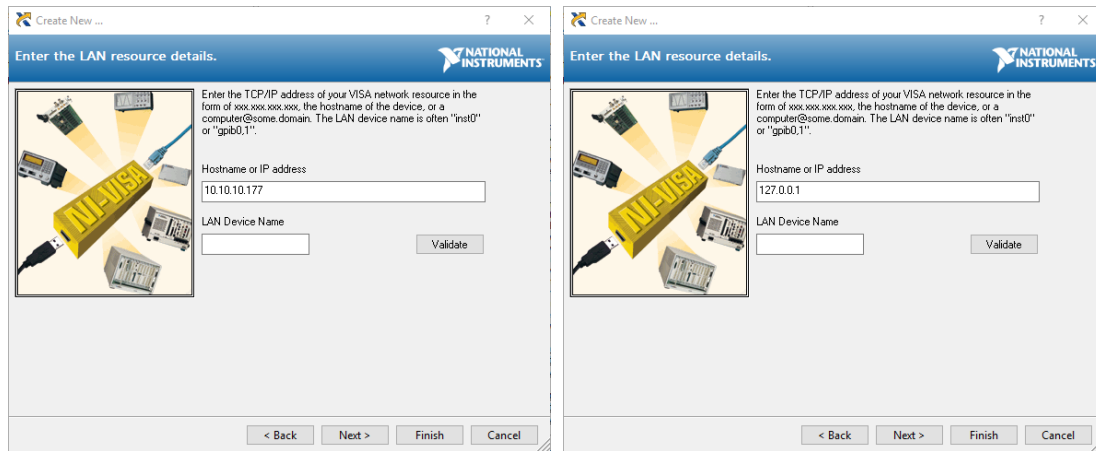 Create New ...
Enter the LAN resource details.
NATIONAL
INSTRUMENTS
Enter the TCP/IP address of your VISA network resource in the
form of xxx.xxx.xxx.xxx, the hostname of the device, or a
computer@some.domain. The LAN device name is often "inst0"
or "gpib0,1".
NI-VISA
Hostname or IP address
10.10.10.177
LAN Device Name
Validate
< Back Next > Finish Cancel
Create New ...
Enter the LAN resource details.
NATIONAL
INSTRUMENTS
Enter the TCP/IP address of your VISA network resource in the
form of xxx.xxx.xxx.xxx, the hostname of the device, or a
computer@some.domain. The LAN device name is often "inst0"
or "gpib0,1".
NI-VISA
Hostname or IP address
127.0.0.1
LAN Device Name
Validate
< Back Next > Finish Cancel